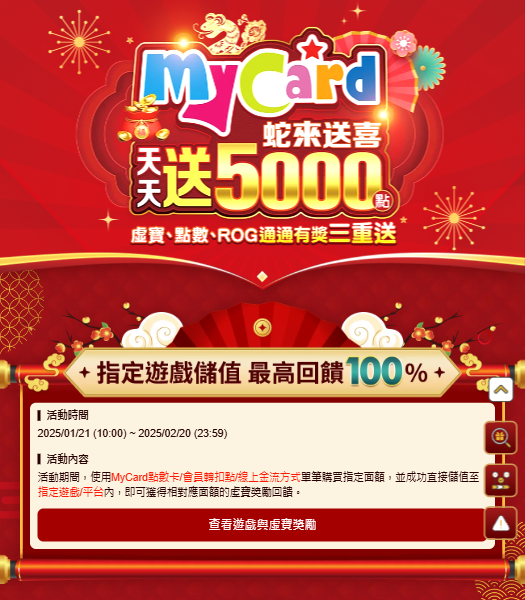 MyCard
蛇來送喜
天天送5000點
虛寶、點數、ROG通通有獎三重送
指定遊戲儲值 最高回饋100%
活動時間
2025/01/21 (10:00) ~ 2025/02/20 (23:59)
活動內容
活動期間，使用MyCard點數卡/會員轉扣點/線上金流方式單筆購買指定面額，並成功直接儲值至
指定遊戲/平台內，即可獲得相對應面額的虛寶獎勵回饋。
查看遊戲與虛寶獎勵